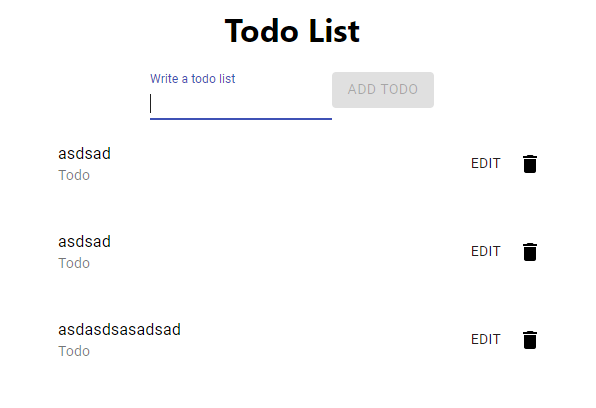 Todo List
Write a todo list
ADD TODO
asdsad
Todo
EDIT
asdsad
Todo
EDIT
asdasdsasadsad
Todo
EDIT